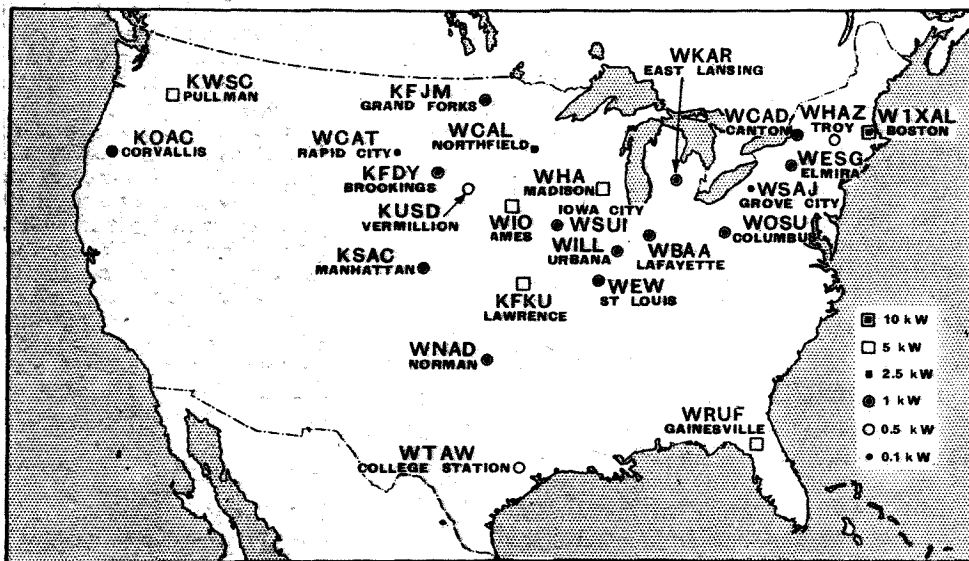 WKAR
EAST LANSING
KWSC
PULLMAN
KFJM
GRAND FORKS
WCAD
CANTON
WHAZ
TROY
W1XAL
BOSTON
KOAC
CORVALLIS
WCAT
RAPID CITY
WCAL
NORTHFIELD
WESG
ELMIRA
KFDY
BROOKINGS
WHA
MADISON
WSAJ
GROVE CITY
KUSD
VERMILLION
WIO
AMES
IOWA CITY
WSUI
WOSU
COLUMBUS
WILL
URBANA
WBAA
LAFAYETTE
KSAC
MANHATTAN
WEW
ST LOUIS
KFKU
LAWRENCE
WNAD
NORMAN
WRUF
GAINESVILLE
WTAW
COLLEGE STATION
10 kW
5 kW
2.5 kW
1 kW
0.5 kW
0.1 kW